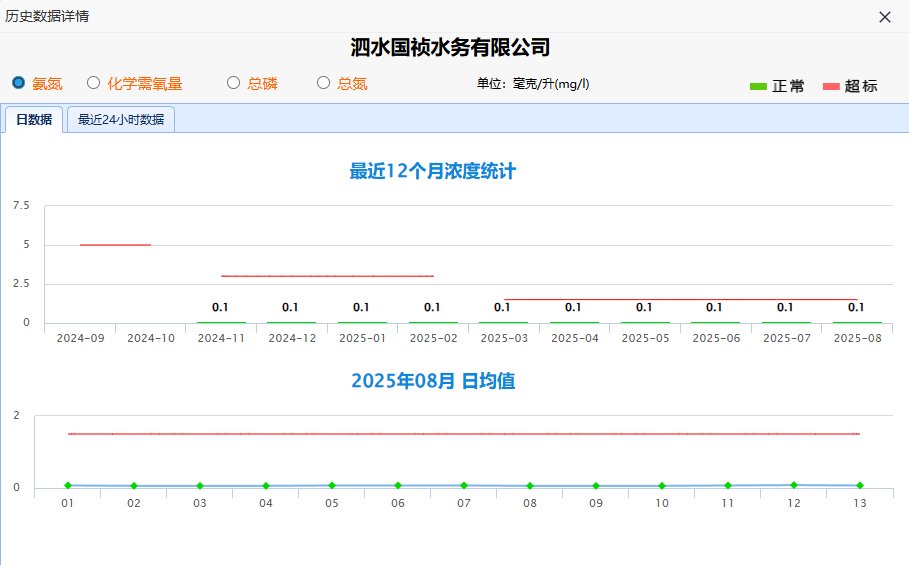 历史数据详情
泗水国祯水务有限公司
氨氮 化学需氧量 总磷 总氮 单位：毫克/升(mg/l) 正常 超标
日数据 最近24小时数据
最近12个月浓度统计
7.5
5
2.5
0.1 0.1 0.1 0.1 0.1 0.1 0.1 0.1 0.1 0.1
0
2024-09 2024-10 2024-11 2024-12 2025-01 2025-02 2025-03 2025-04 2025-05 2025-06 2025-07 2025-08
2025年08月 日均值
2
0
01 02 03 04 05 06 07 08 09 10 11 12 13